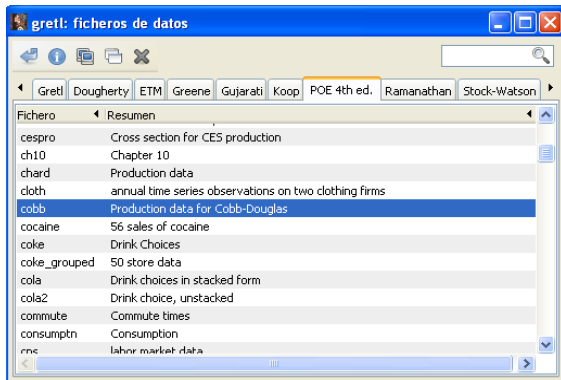 gretl: ficheros de datos
Gretl Dougherty ETM Greene Gujarati Koop POE 4th ed. Ramanathan Stock-Watson
Fichero Resumen
cespro Cross section for CES production
ch10 Chapter 10
chard Production data
cloth annual time series observations on two clothing firms
cobb Production data for Cobb-Douglas
cocaine 56 sales of cocaine
coke Drink Choices
coke_grouped 50 store data
cola Drink choices in stacked form
cola2 Drink choice, unstacked
commute Commute times
consumptn Consumption
cps labor market data